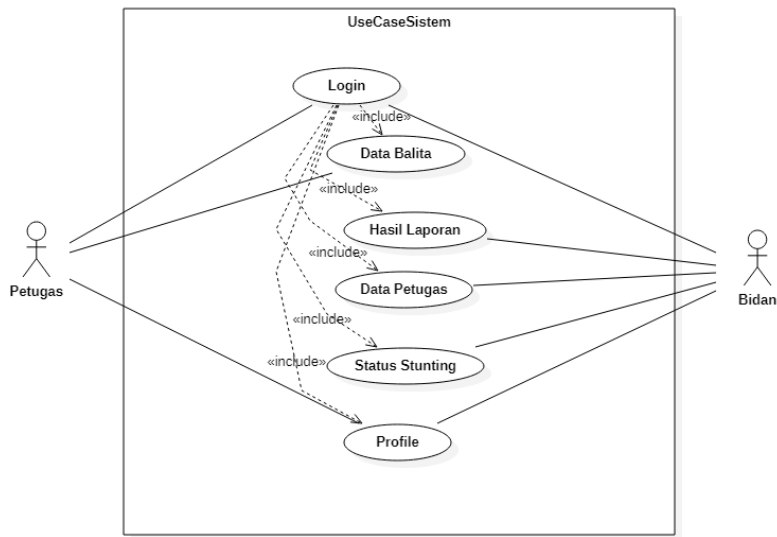 UseCaseSistem
Login
«include»
Data Balita
«include»
Hasil Laporan
«include»
Data Petugas
«include»
Status Stunting
«include»
Profile
Petugas
Bidan